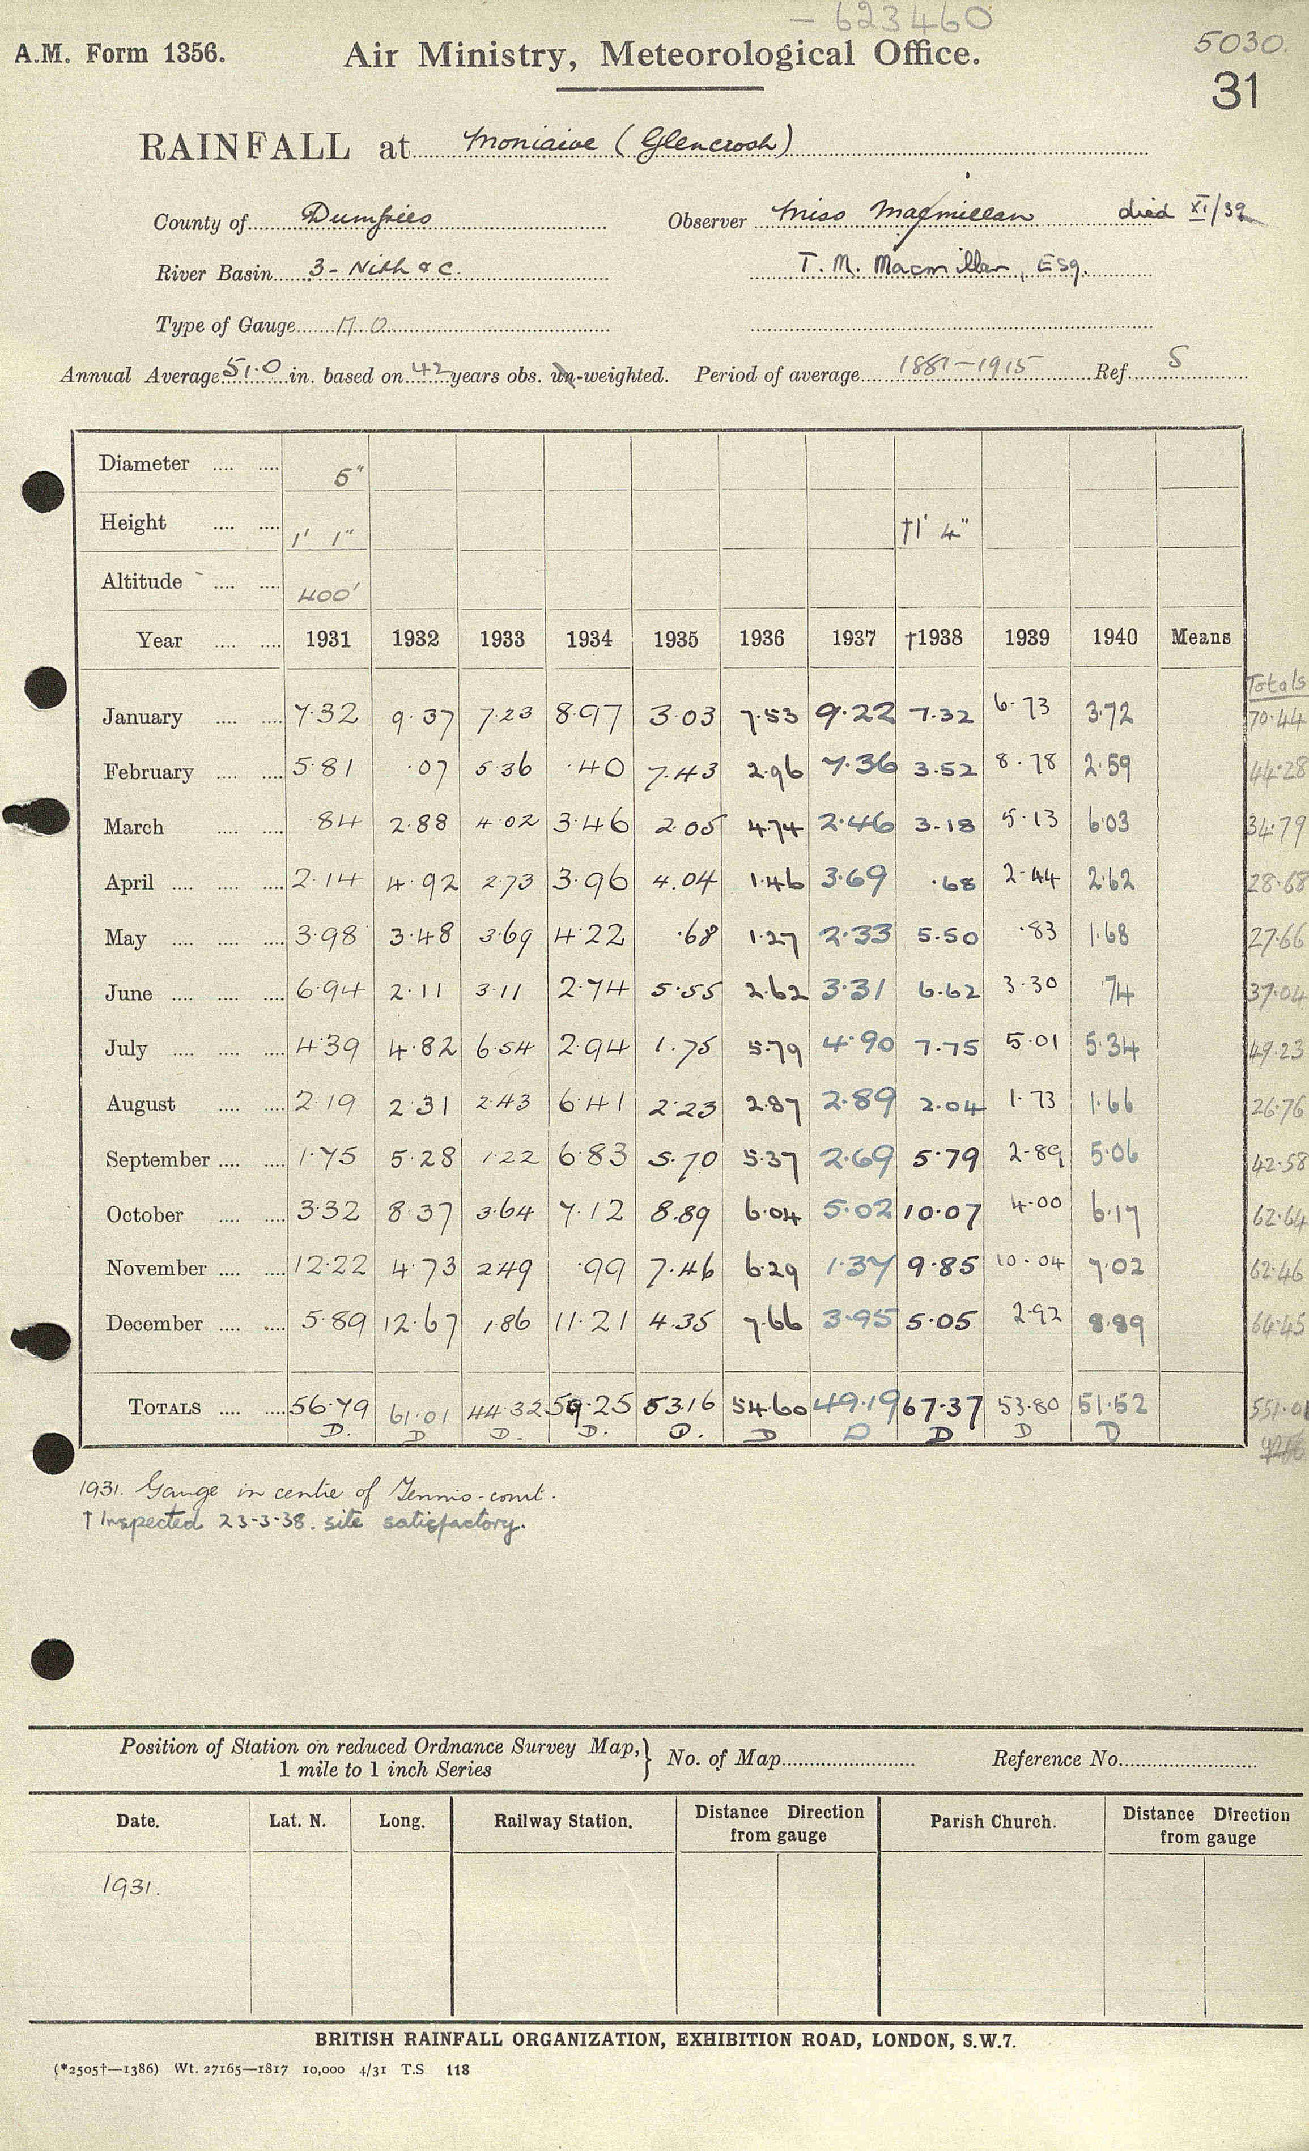 - 623460
A.M. Form 1356.
Air Ministry, Meteorological Office.
5030.
31
RAINFALL at Moniaive (Glencrosh)
County of Dumfries Observer Miss Macmillan died XI/39
River Basin 3 - Nith & C. T. M. Macmillan, Esq.
Type of Gauge M O
Annual Average 51.0 in. based on 42 years obs. un-weighted. Period of average 1881-1915 Ref. S
Diameter .... .... 5"
Height .... .... 1' 1" †1' 4"
Altitude .... .... 400'
Year .... .... 1931 1932 1933 1934 1935 1936 1937 †1938 1939 1940 Means
Totals
January .... .... 7.32 9.37 7.23 8.97 3.03 7.53 9.22 7.32 6.73 3.72 70.44
February .... .... 5.81 .07 5.36 .40 7.43 2.96 7.36 3.52 8.78 2.59 44.28
March .... .... .84 2.88 4.02 3.46 2.05 4.74 2.46 3.18 5.13 6.03 34.79
April .... .... .... 2.14 4.92 2.73 3.96 4.04 1.46 3.69 .68 2.44 2.62 28.68
May .... .... .... 3.98 3.48 3.69 4.22 .68 1.27 2.33 5.50 .83 1.68 27.66
June .... .... .... 6.94 2.11 3.11 2.74 5.55 2.62 3.31 6.62 3.30 .74 37.04
July .... .... .... 4.39 4.82 6.54 2.94 1.75 5.79 4.90 7.75 5.01 5.34 49.23
August .... .... 2.19 2.31 2.43 6.41 2.23 2.87 2.89 2.04 1.73 1.66 26.76
September .... .... 1.75 5.28 1.22 6.83 5.70 5.37 2.69 5.79 2.89 5.06 42.58
October .... .... 3.32 8.37 3.64 7.12 8.89 6.04 5.02 10.07 4.00 6.17 62.64
November .... .... 12.22 4.73 2.49 .99 7.46 6.29 1.37 9.85 10.04 7.02 62.46
December .... .... 5.89 12.67 1.86 11.21 4.35 7.66 3.95 5.05 2.92 8.89 64.45
TOTALS .... .... 56.79 61.01 44.32 59.25 53.16 54.60 49.19 67.37 53.80 51.52 551.01
D. D D. D. D. D D D D D
1931. Gauge in centre of Tennis-court.
† Inspected 23-3-38. site satisfactory.
Position of Station on reduced Ordnance Survey Map, } No. of Map Reference No.
1 mile to 1 inch Series
Date. Lat. N. Long. Railway Station. Distance Direction from gauge Parish Church. Distance Direction from gauge
1931.
BRITISH RAINFALL ORGANIZATION, EXHIBITION ROAD, LONDON, S.W.7.
(*2505†—1386) Wt. 27165—1817 10,000 4/31 T.S 118